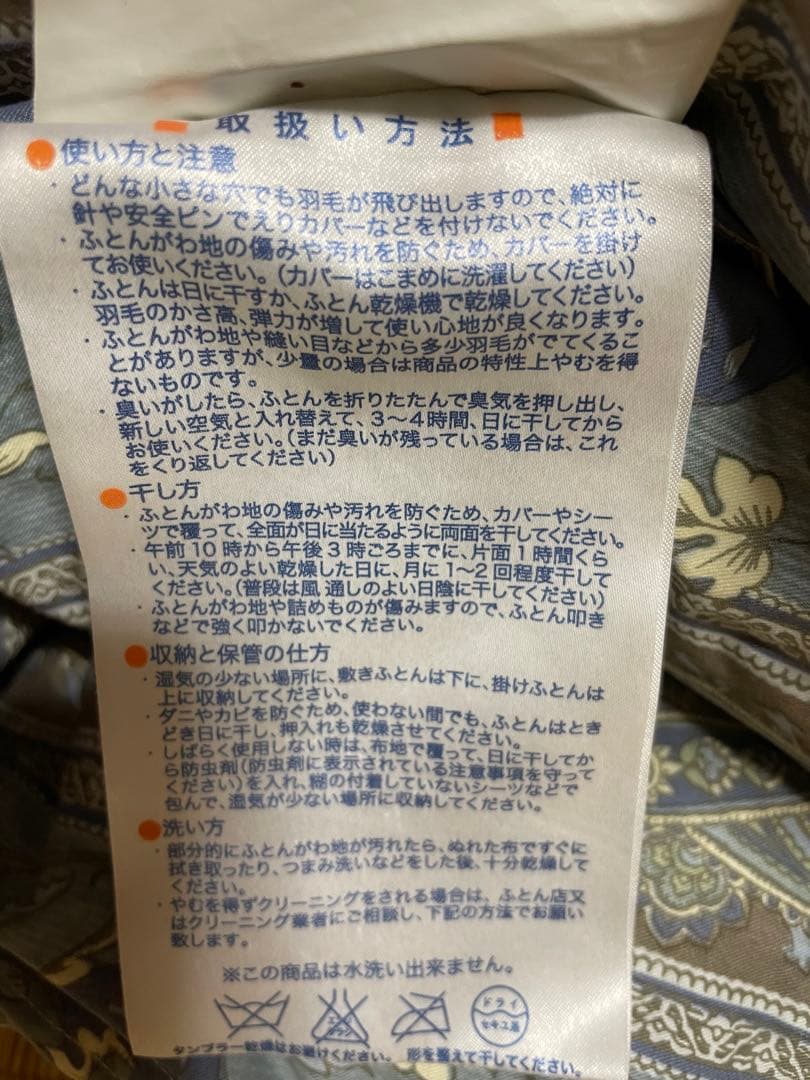 取扱い方法
●使い方と注意
・どんな小さな穴でも羽毛が飛び出しますので、絶対に
針や安全ピンでえりカバーなどを付けないでください。
・ふとんがわ地の傷みや汚れを防ぐため、カバーを掛け
てお使いください。(カバーはこまめに洗濯してください)
・ふとんは日に干すか、ふとん乾燥機で乾燥してください。
羽毛のかさ高、弾力が増して使い心地が良くなります。
・ふとんがわ地や縫い目などから多少羽毛がでてくるこ
とがありますが、少量の場合は商品の特性上やむを得
ないものです。
・臭いがしたら、ふとんを折りたたんで臭気を押し出し、
新しい空気と入れ替えて、3〜4時間、日に干してから
お使いください。(まだ臭いが残っている場合は、これ
をくり返してください)
●干し方
・ふとんがわ地の傷みや汚れを防ぐため、カバーやシー
ツで覆って、全面が日に当たるように両面を干してください。
・午前10時から午後3時ごろまでに、片面1時間くら
い、天気のよい乾燥した日に、月に1〜2回程度干して
ください。(普段は風通しのよい日陰に干してください)
・ふとんがわ地や詰めものが傷みますので、ふとん叩き
などで強く叩かないでください。
●収納と保管の仕方
・湿気の少ない場所に、敷きふとんは下に、掛けふとんは
上に収納してください。
・ダニやカビを防ぐため、使わない間でも、ふとんはとき
どき日に干し、押入れも乾燥させてください。
・しばらく使用しない時は、布地で覆って、日に干してか
ら防虫剤(防虫剤に表示されている注意事項を守って
ください)を入れ、糊の付着していないシーツなどで
包んで、湿気が少ない場所に収納してください。
●洗い方
・部分的にふとんがわ地が汚れたら、ぬれた布ですぐに
拭き取ったり、つまみ洗いなどをした後、十分乾燥して
ください。
・やむを得ずクリーニングをされる場合は、ふとん店又
はクリーニング業者にご相談し、下記の方法でお願い
致します。
※この商品は水洗い出来ません。
エンソ
サラシ
ドライ
セキユ系
タンブラー乾燥はお避けください。 形を整えて干してください。